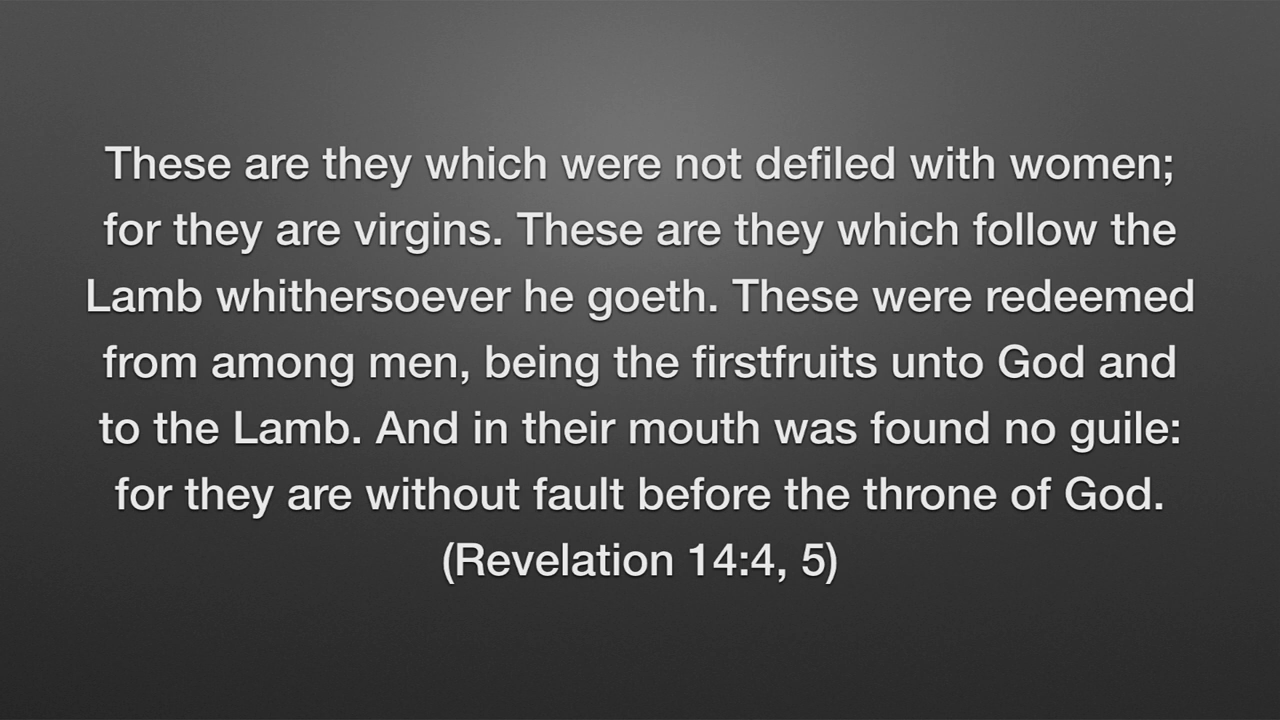 These are they which were not defiled with women;
for they are virgins. These are they which follow the
Lamb whithersoever he goeth. These were redeemed
from among men, being the firstfruits unto God and
to the Lamb. And in their mouth was found no guile:
for they are without fault before the throne of God.
(Revelation 14:4, 5)